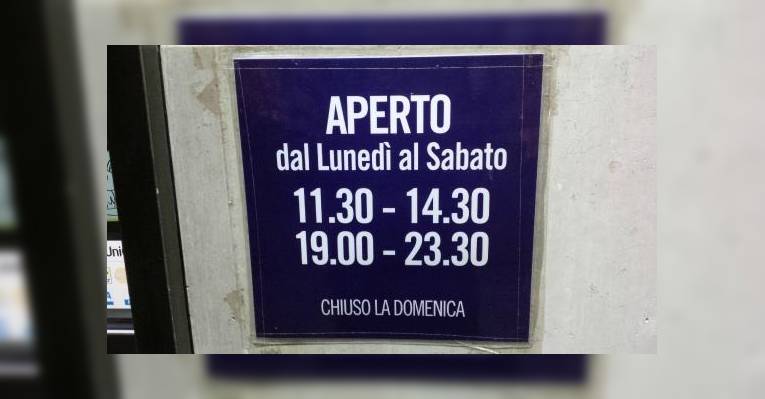 APERTO
dal Lunedì al Sabato
11.30 - 14.30
19.00 - 23.30
CHIUSO LA DOMENICA